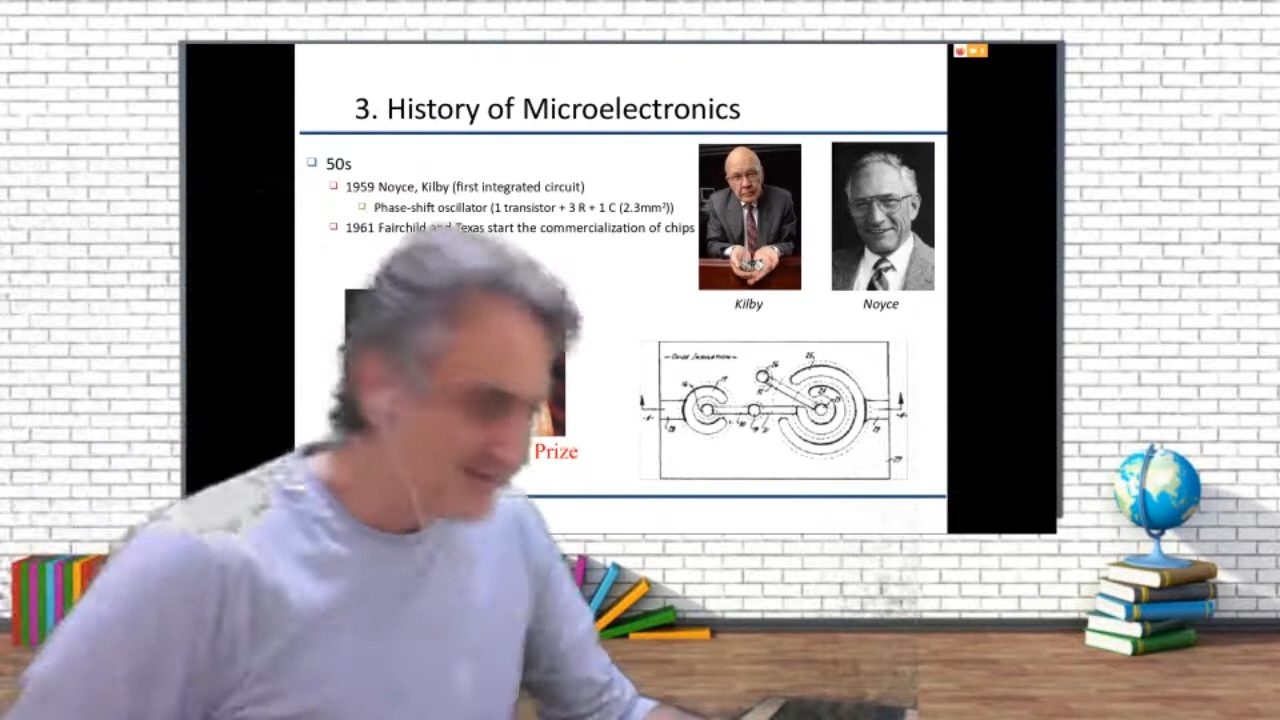 3. History of Microelectronics
50s
1959 Noyce, Kilby (first integrated circuit)
Phase-shift oscillator (1 transistor + 3 R + 1 C (2.3mm²))
1961 Fairchild and Texas start the commercialization of chips
Kilby
Noyce
Prize